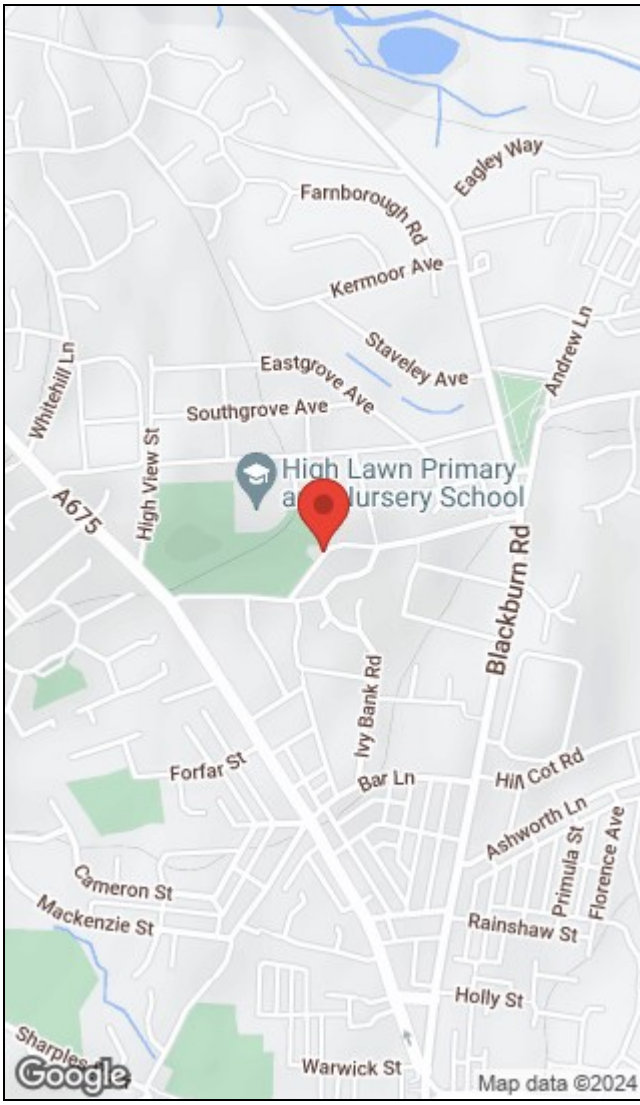 Eagley Way
Farnborough Rd
Kermoor Ave
Andrew Ln
Staveley Ave
Eastgrove Ave
Whitehill Ln
Southgrove Ave
High View St
High Lawn Primary
Nursery School
A675
Blackburn Rd
Ivy Bank Rd
Forfar St
Bar Ln
Hill Cot Rd
Ashworth Ln
Primula St
Florence Ave
Cameron St
Mackenzie St
Rainshaw St
Holly St
Sharples
Warwick St
Google
Map data ©2024